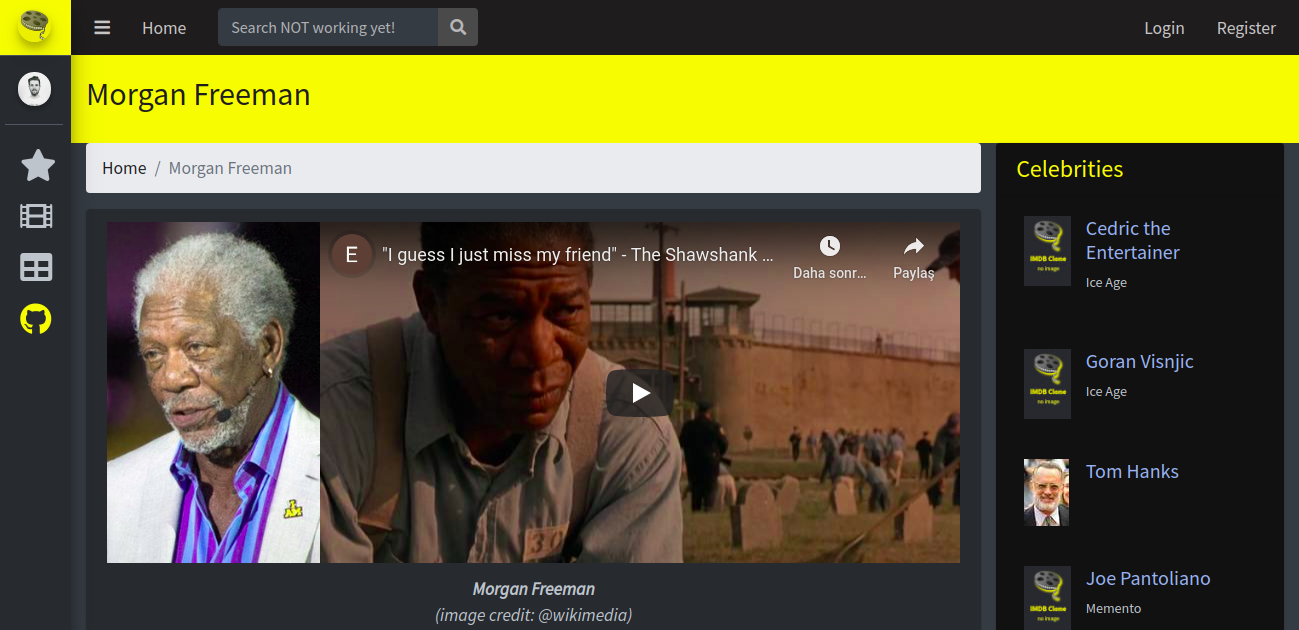 Home
Search NOT working yet!
Login
Register
Morgan Freeman
Home / Morgan Freeman
E
"I guess I just miss my friend" - The Shawshank ...
Daha sonr...
Paylaş
30
Morgan Freeman
(image credit: @wikimedia)
Celebrities
IMDB Clone
no image
Cedric the
Entertainer
Ice Age
IMDB Clone
no image
Goran Visnjic
Ice Age
Tom Hanks
IMDB Clone
no image
Joe Pantoliano
Memento